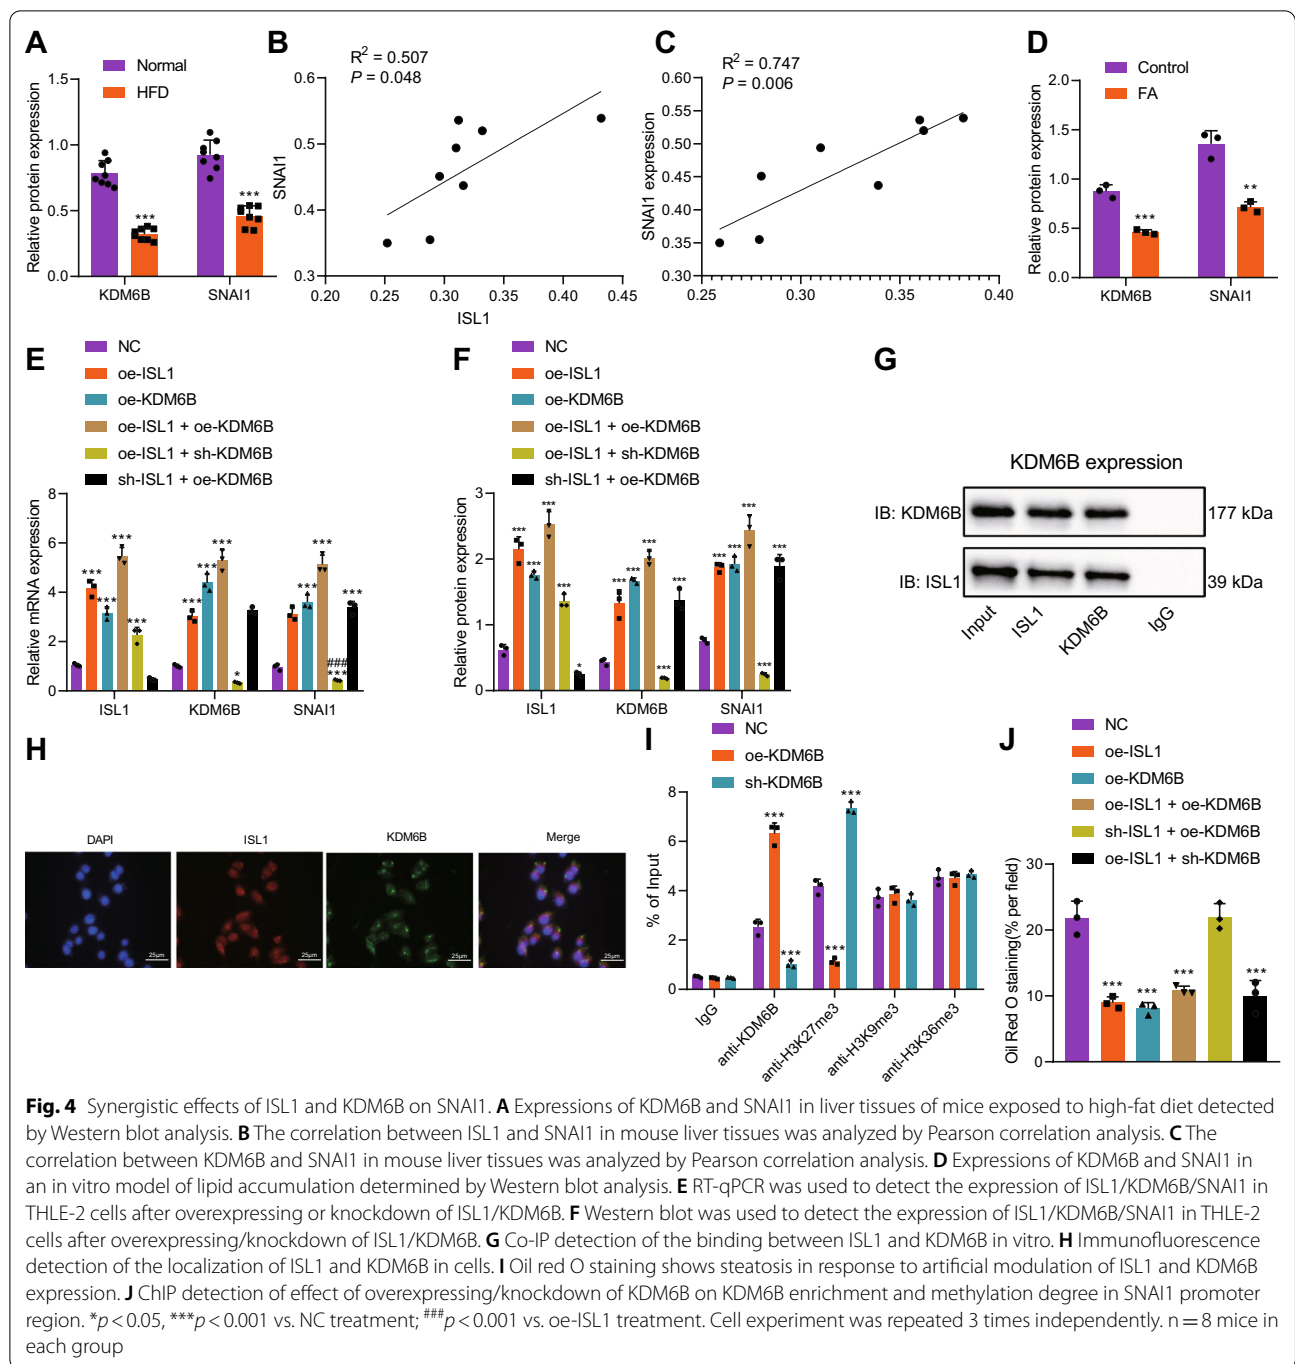 A
Normal
HFD
Relative protein expression
1.5
1.0
0.5
0.0
***
***
KDM6B
SNAI1
B
R² = 0.507
P = 0.048
SNAI1
0.6
0.5
0.4
0.3
0.20
0.25
0.30
0.35
0.40
0.45
ISL1
C
R² = 0.747
P = 0.006
SNAI1 expression
0.60
0.55
0.50
0.45
0.40
0.35
0.30
0.25
0.30
0.35
0.40
D
Control
FA
Relative protein expression
2.0
1.5
1.0
0.5
0.0
***
**
KDM6B
SNAI1
E
NC
oe-ISL1
oe-KDM6B
oe-ISL1 + oe-KDM6B
oe-ISL1 + sh-KDM6B
sh-ISL1 + oe-KDM6B
Relative mRNA expression
8
6
4
2
0
***
***
***
***
***
***
***
*
***
***
###
***
***
ISL1
KDM6B
SNAI1
F
NC
oe-ISL1
oe-KDM6B
oe-ISL1 + oe-KDM6B
oe-ISL1 + sh-KDM6B
sh-ISL1 + oe-KDM6B
Relative protein expression
3
2
1
0
***
***
***
***
*
***
***
***
***
***
***
***
***
***
***
ISL1
KDM6B
SNAI1
G
KDM6B expression
IB: KDM6B
177 kDa
IB: ISL1
39 kDa
Input
ISL1
KDM6B
IgG
H
DAPI
ISL1
KDM6B
Merge
25μm
25μm
25μm
25μm
I
NC
oe-KDM6B
sh-KDM6B
% of Input
8
6
4
2
0
***
***
***
***
IgG
anti-KDM6B
anti-H3K27me3
anti-H3K9me3
anti-H3K36me3
J
NC
oe-ISL1
oe-KDM6B
oe-ISL1 + oe-KDM6B
sh-ISL1 + oe-KDM6B
oe-ISL1 + sh-KDM6B
Oil Red O staining(% per field)
30
20
10
0
***
***
***
***
Fig. 4 Synergistic effects of ISL1 and KDM6B on SNAI1. A Expressions of KDM6B and SNAI1 in liver tissues of mice exposed to high-fat diet detected
by Western blot analysis. B The correlation between ISL1 and SNAI1 in mouse liver tissues was analyzed by Pearson correlation analysis. C The
correlation between KDM6B and SNAI1 in mouse liver tissues was analyzed by Pearson correlation analysis. D Expressions of KDM6B and SNAI1 in
an in vitro model of lipid accumulation determined by Western blot analysis. E RT-qPCR was used to detect the expression of ISL1/KDM6B/SNAI1 in
THLE-2 cells after overexpressing or knockdown of ISL1/KDM6B. F Western blot was used to detect the expression of ISL1/KDM6B/SNAI1 in THLE-2
cells after overexpressing/knockdown of ISL1/KDM6B. G Co-IP detection of the binding between ISL1 and KDM6B in vitro. H Immunofluorescence
detection of the localization of ISL1 and KDM6B in cells. I Oil red O staining shows steatosis in response to artificial modulation of ISL1 and KDM6B
expression. J ChIP detection of effect of overexpressing/knockdown of KDM6B on KDM6B enrichment and methylation degree in SNAI1 promoter
region. *p < 0.05, ***p < 0.001 vs. NC treatment; ###p < 0.001 vs. oe-ISL1 treatment. Cell experiment was repeated 3 times independently. n = 8 mice in
each group